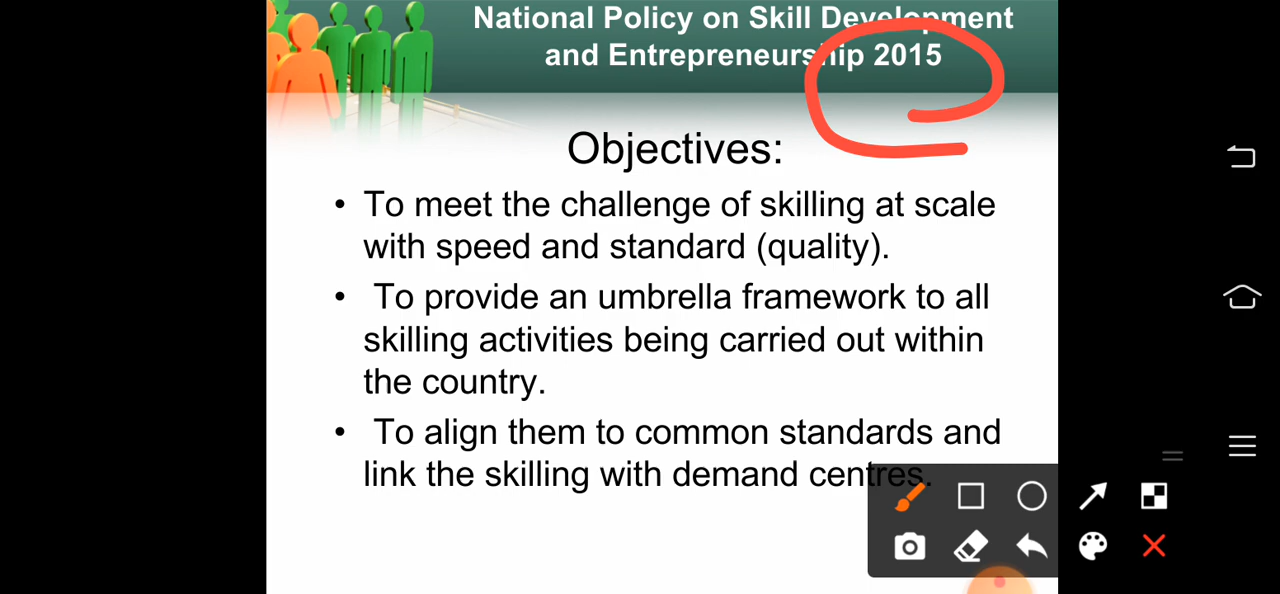 National Policy on Skill Development
and Entrepreneurship 2015
Objectives:
• To meet the challenge of skilling at scale
with speed and standard (quality).
• To provide an umbrella framework to all
skilling activities being carried out within
the country.
• To align them to common standards and
link the skilling with demand centres.